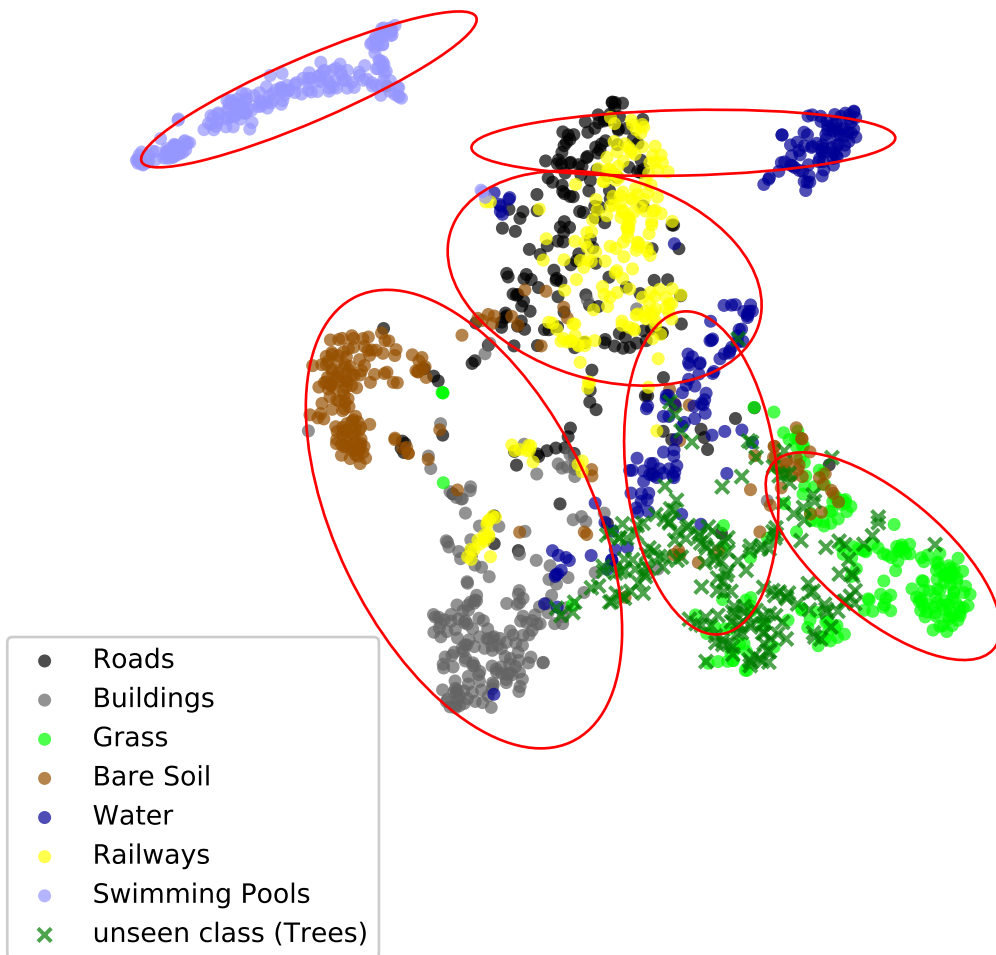 Roads
Buildings
Grass
Bare Soil
Water
Railways
Swimming Pools
unseen class (Trees)